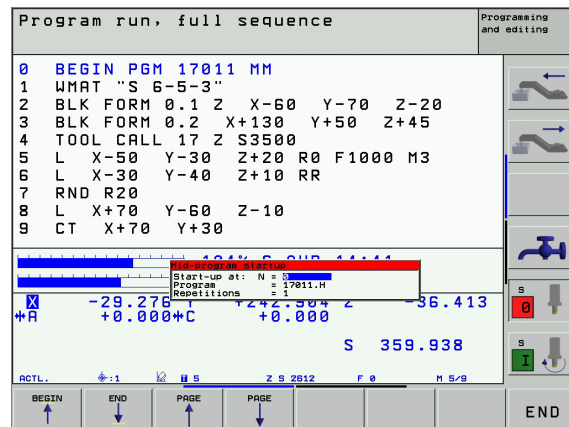 Program run, full sequence
Programming
and editing
0 BEGIN PGM 17011 MM
1 WMAT "S 6-5-3"
2 BLK FORM 0.1 Z X-60 Y-70 Z-20
3 BLK FORM 0.2 X+130 Y+50 Z+45
4 TOOL CALL 17 Z S3500
5 L X-50 Y-30 Z+20 R0 F1000 M3
6 L X-30 Y-40 Z+10 RR
7 RND R20
8 L X+70 Y-60 Z-10
9 CT X+70 Y+30
Mid-program startup
Start-up at: N = 0
Program = 17011.H
Repetitions = 1
X -29.276 Y +242.904 Z -36.413
A +0.000 C +0.000
S 359.938
ACTL. :1 T 5 Z S 2612 F 0 M 5/9
S
0
S
I
BEGIN
END
PAGE
PAGE
END